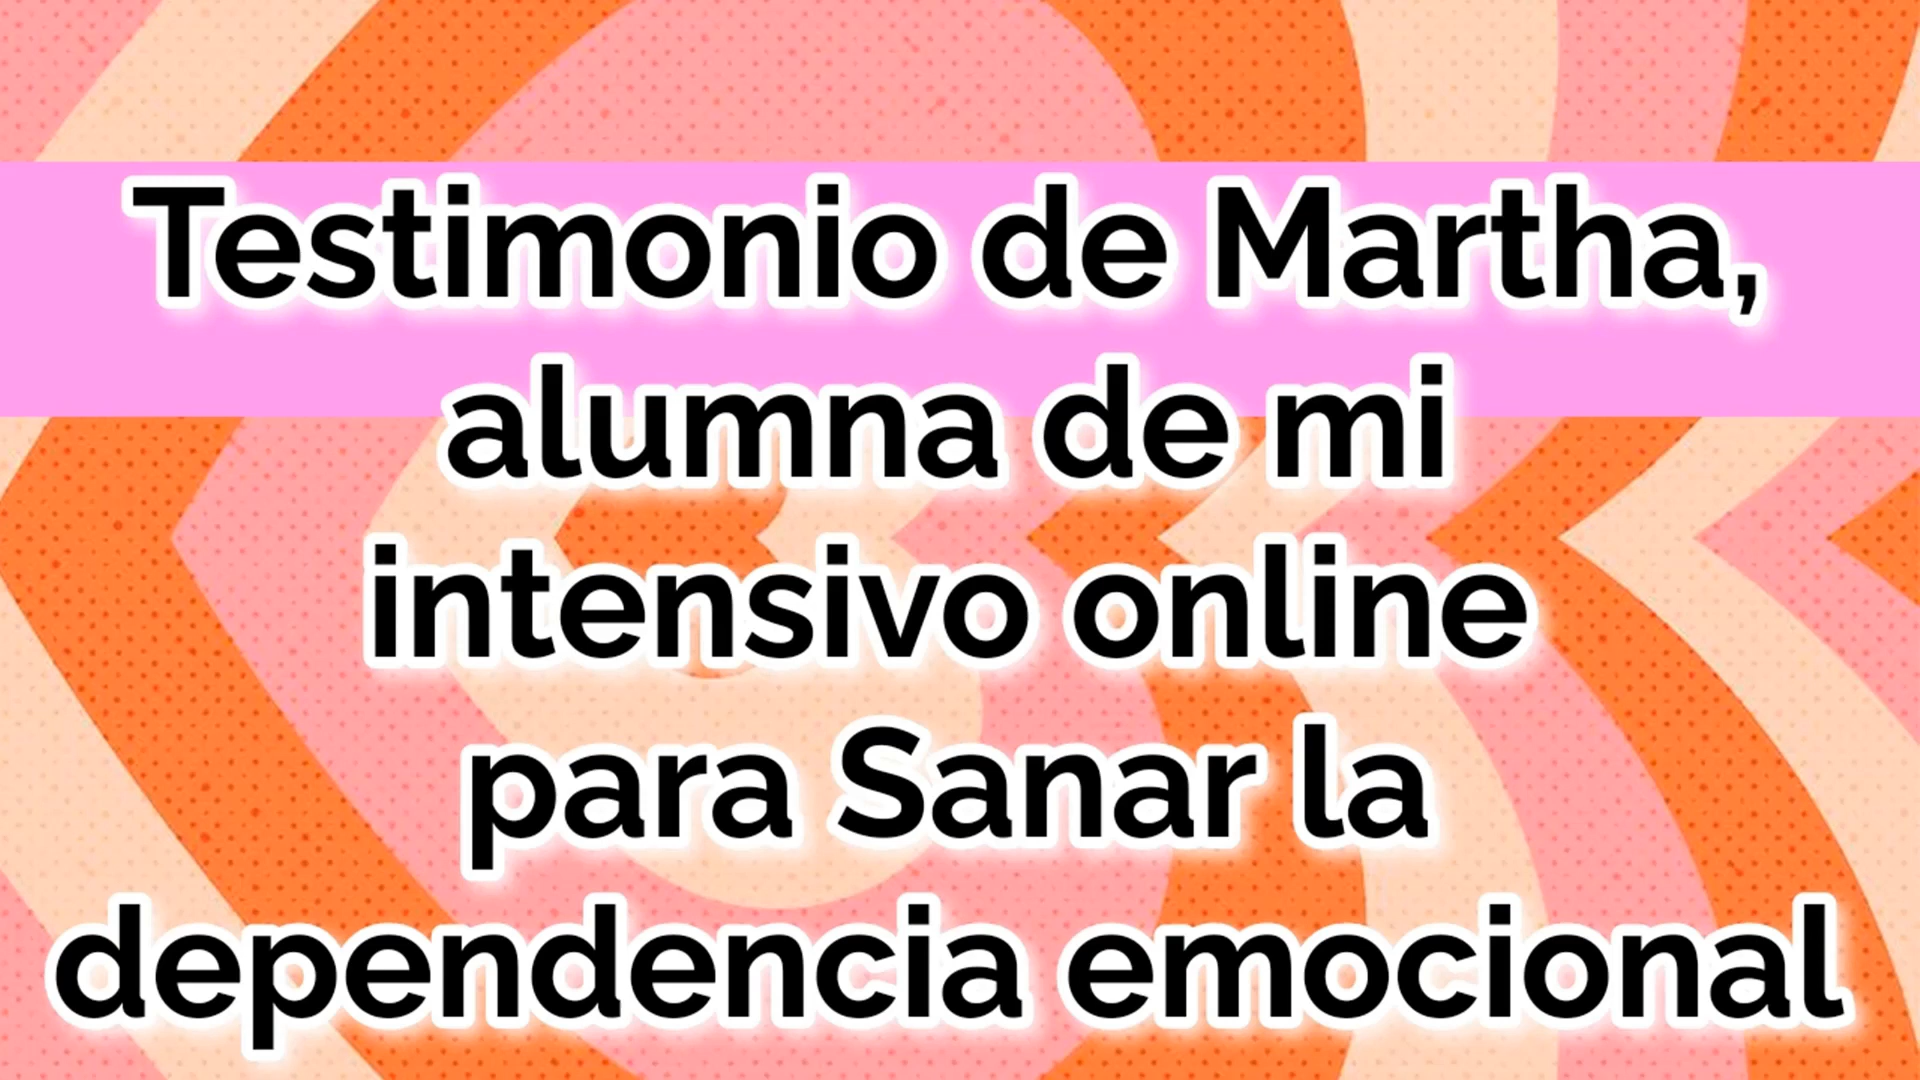 Testimonio de Martha,
alumna de mi
intensivo online
para Sanar la
dependencia emocional